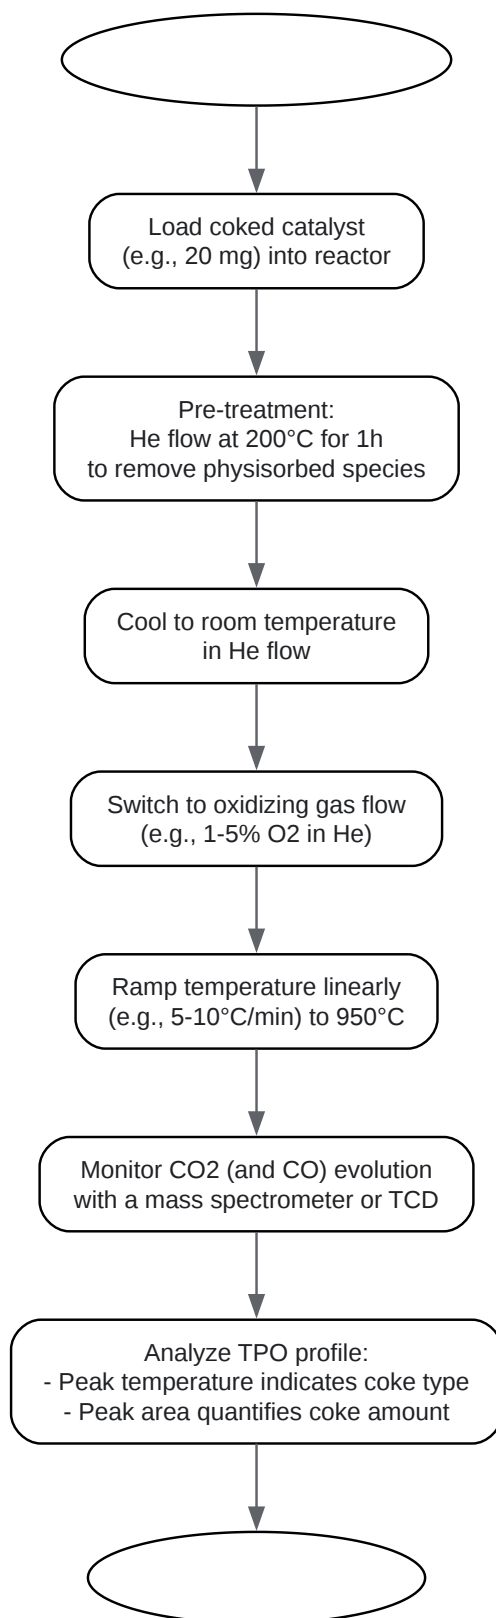 Load coked catalyst
(e.g., 20 mg) into reactor
Pre-treatment:
He flow at 200°C for 1h
to remove physisorbed species
Cool to room temperature
in He flow
Switch to oxidizing gas flow
(e.g., 1-5% O2 in He)
Ramp temperature linearly
(e.g., 5-10°C/min) to 950°C
Monitor CO2 (and CO) evolution
with a mass spectrometer or TCD
Analyze TPO profile:
- Peak temperature indicates coke type
- Peak area quantifies coke amount